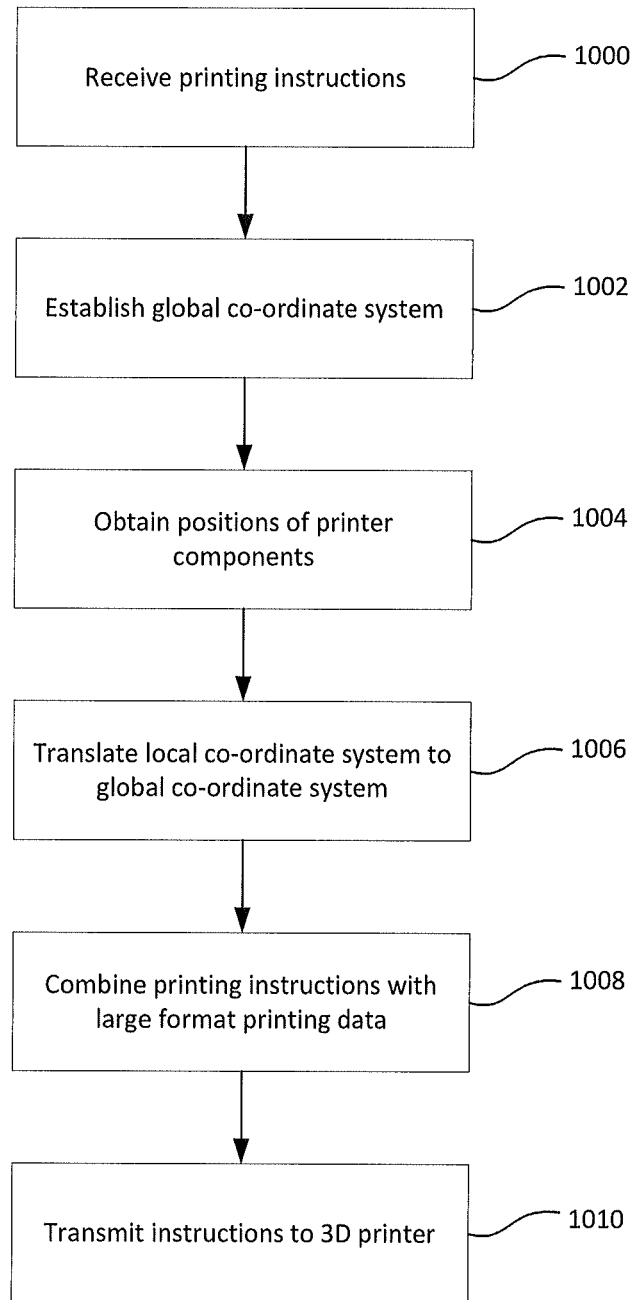 Receive printing instructions
1000
Establish global co-ordinate system
1002
Obtain positions of printer
components
1004
Translate local co-ordinate system to
global co-ordinate system
1006
Combine printing instructions with
large format printing data
1008
Transmit instructions to 3D printer
1010